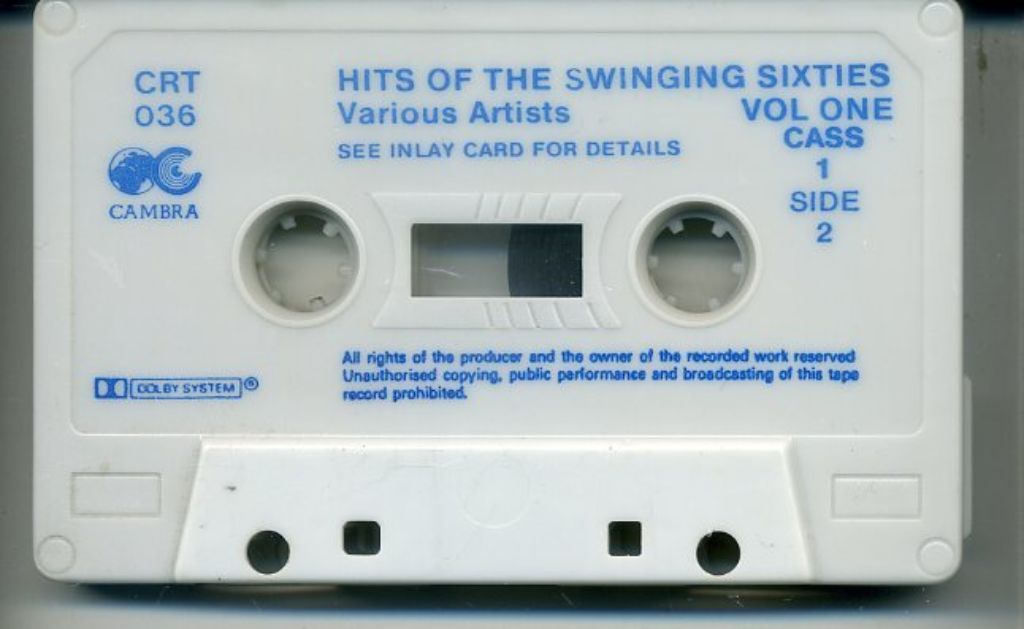 CRT
036
CAMBRA
HITS OF THE SWINGING SIXTIES
Various Artists
VOL ONE
SEE INLAY CARD FOR DETAILS
CASS
1
SIDE
2
All rights of the producer and the owner of the recorded work reserved
Unauthorised copying, public performance and broadcasting of this tape
record prohibited.
DOLBY SYSTEM ®